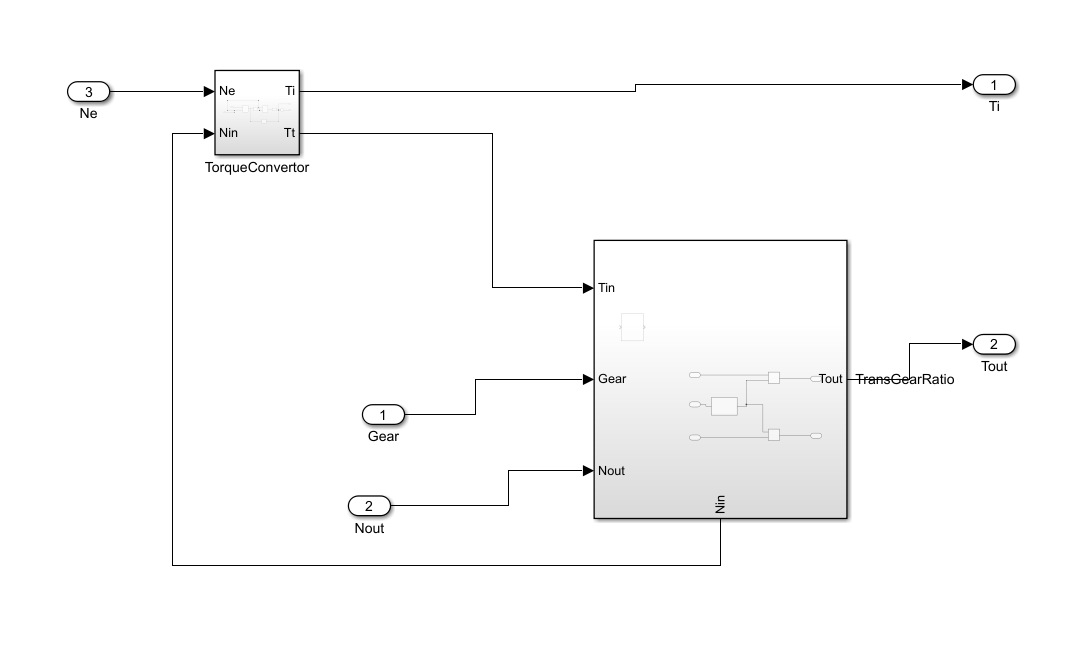 3
Ne
Ne
Ti
Nin
Tt
TorqueConvertor
1
Ti
Tin
Gear
Tout
TransGearRatio
Nout
Nin
2
Tout
1
Gear
2
Nout